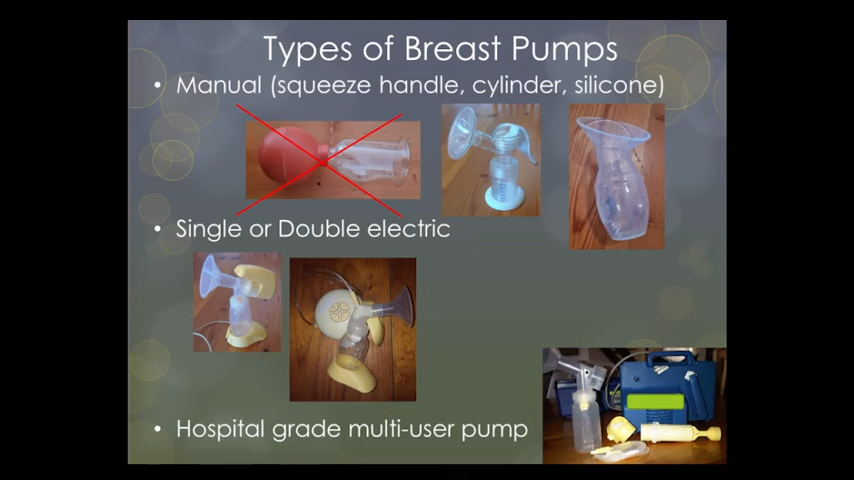 Types of Breast Pumps
• Manual (squeeze handle, cylinder, silicone)
• Single or Double electric
• Hospital grade multi-user pump